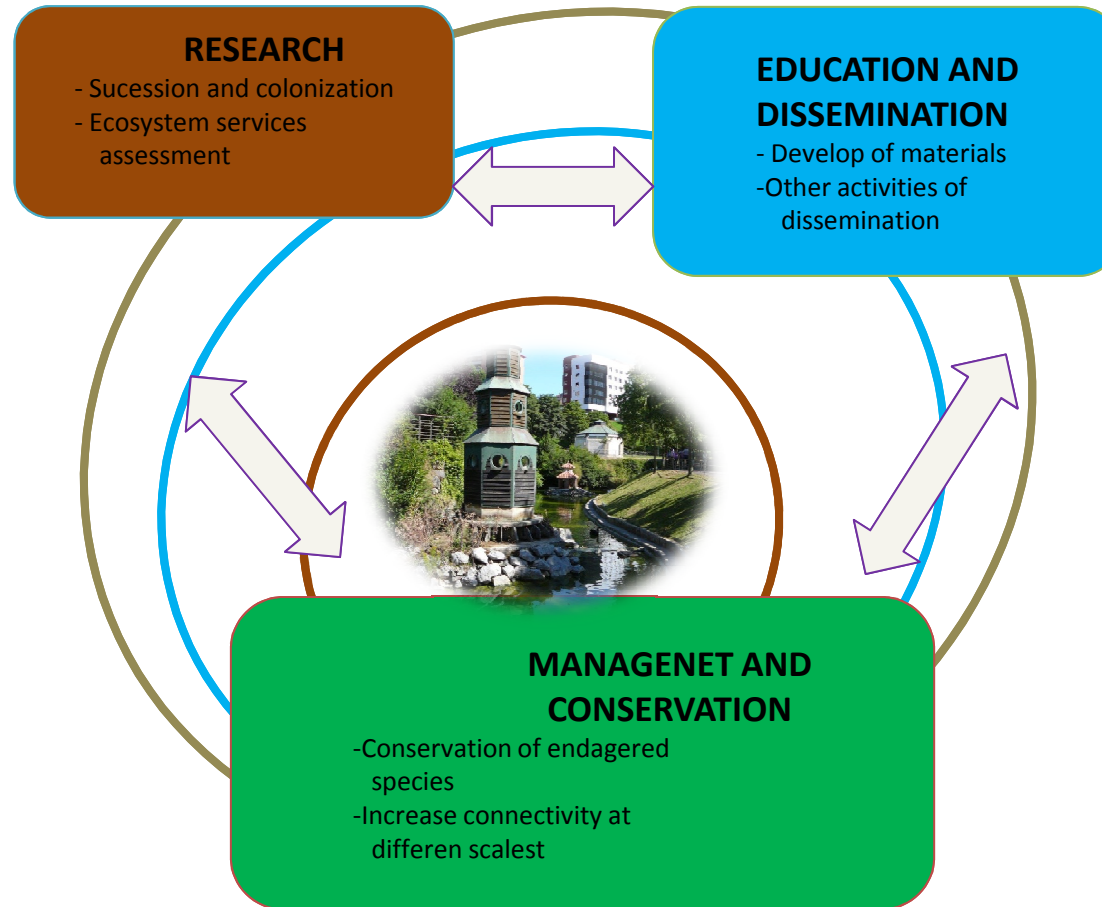 RESEARCH
- Sucession and colonization
- Ecosystem services
assessment
EDUCATION AND
DISSEMINATION
- Develop of materials
-Other activities of
dissemination
MANAGENET AND
CONSERVATION
-Conservation of endagered
species
-Increase connectivity at
differen scalest